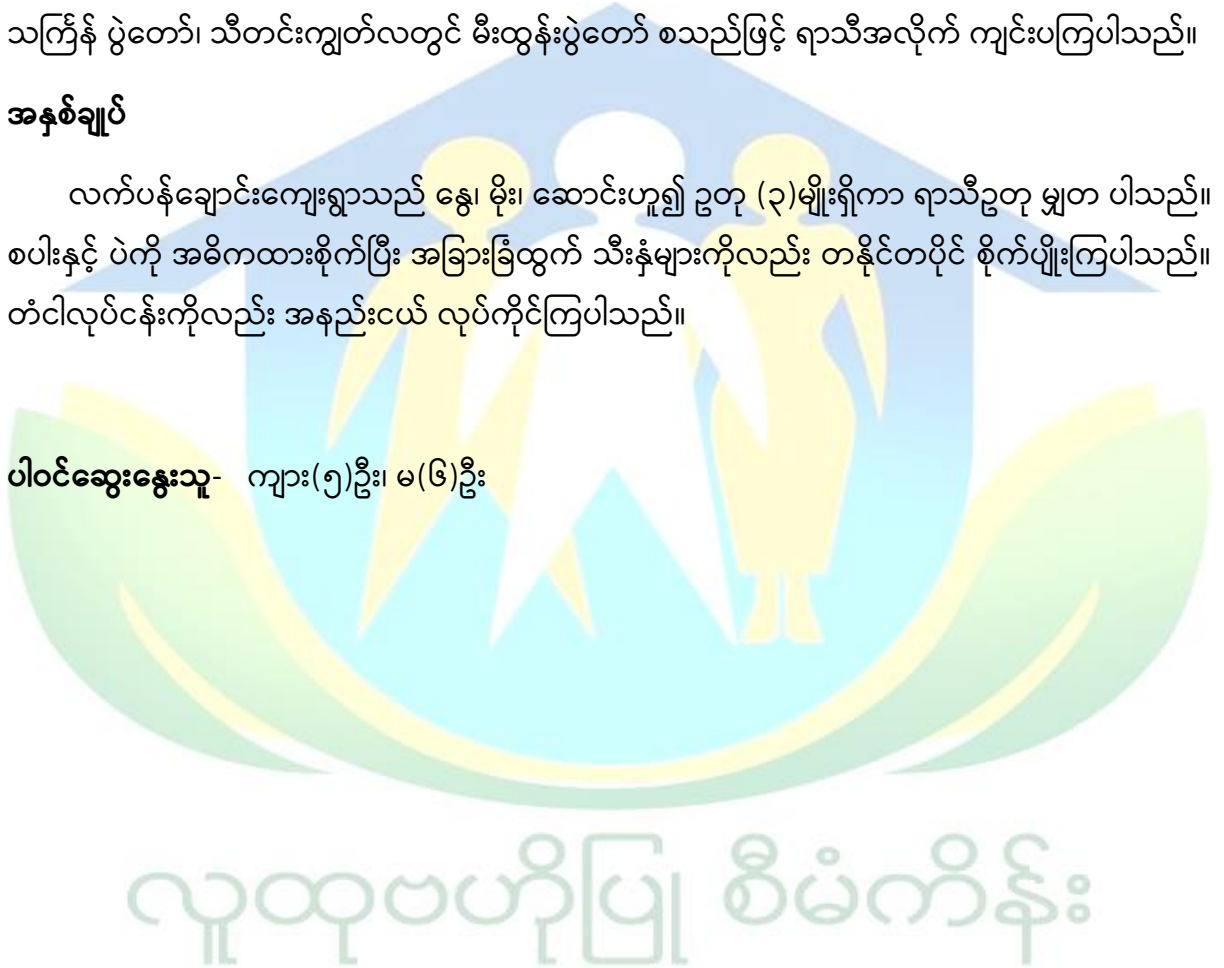 သင်္ကြန် ပွဲတော်၊ သီတင်းကျွတ်လတွင် မီးထွန်းပွဲတော် စသည်ဖြင့် ရာသီအလိုက် ကျင်းပကြပါသည်။
အနှစ်ချုပ်
လက်ပန်ချောင်းကျေးရွာသည် နွေ၊ မိုး၊ ဆောင်းဟူ၍ ဥတု (၃)မျိုးရှိကာ ရာသီဥတု မျှတ ပါသည်။
စပါးနှင့် ပဲကို အဓိကထားစိုက်ပြီး အခြားခြံထွက် သီးနှံများကိုလည်း တနိုင်တပိုင် စိုက်ပျိုးကြပါသည်။
တံငါလုပ်ငန်းကိုလည်း အနည်းငယ် လုပ်ကိုင်ကြပါသည်။
ပါဝင်ဆွေးနွေးသူ- ကျား(၅)ဦး၊ မ(၆)ဦး
လူထုဗဟိုပြု စီမံကိန်း